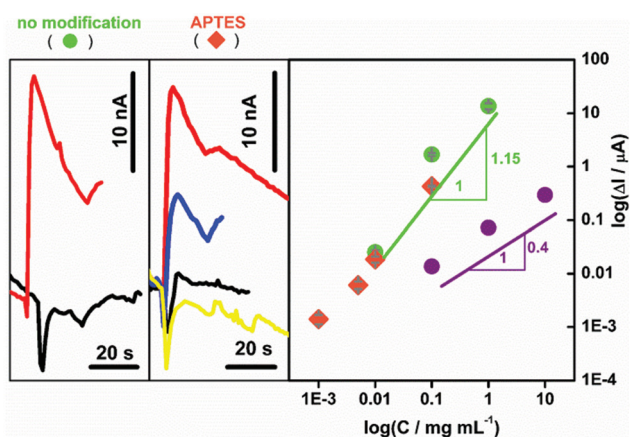 no modification
( )
APTES
( )
10 nA
20 s
10 nA
20 s
100
10
1
0.1
0.01
1E-3
1E-4
log(ΔI / µA)
1.15
1
0.4
1
1E-3
0.01
0.1
1
10
log(C / mg mL⁻¹)